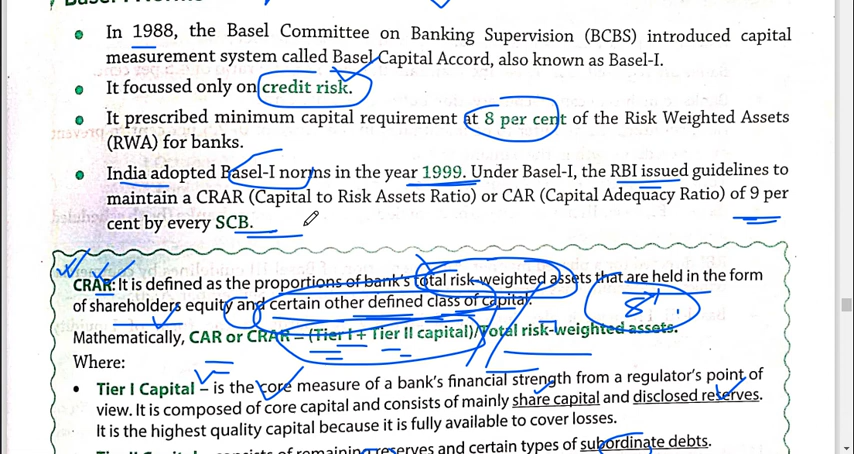 In 1988, the Basel Committee on Banking Supervision (BCBS) introduced capital
measurement system called Basel Capital Accord, also known as Basel-I.
It focussed only on credit risk.
It prescribed minimum capital requirement at 8 per cent of the Risk Weighted Assets
(RWA) for banks.
India adopted Basel-I norms in the year 1999. Under Basel-I, the RBI issued guidelines to
maintain a CRAR (Capital to Risk Assets Ratio) or CAR (Capital Adequacy Ratio) of 9 per
cent by every SCB.
CRAR: It is defined as the proportions of bank's total risk-weighted assets that are held in the form
of shareholders equity and certain other defined class of capital.
Mathematically, CAR or CRAR = (Tier I + Tier II capital)/Total risk-weighted assets.
Where:
• Tier I Capital – is the core measure of a bank's financial strength from a regulator's point of
view. It is composed of core capital and consists of mainly share capital and disclosed reserves.
It is the highest quality capital because it is fully available to cover losses.
of remaining reserves and certain types of subordinate debts.